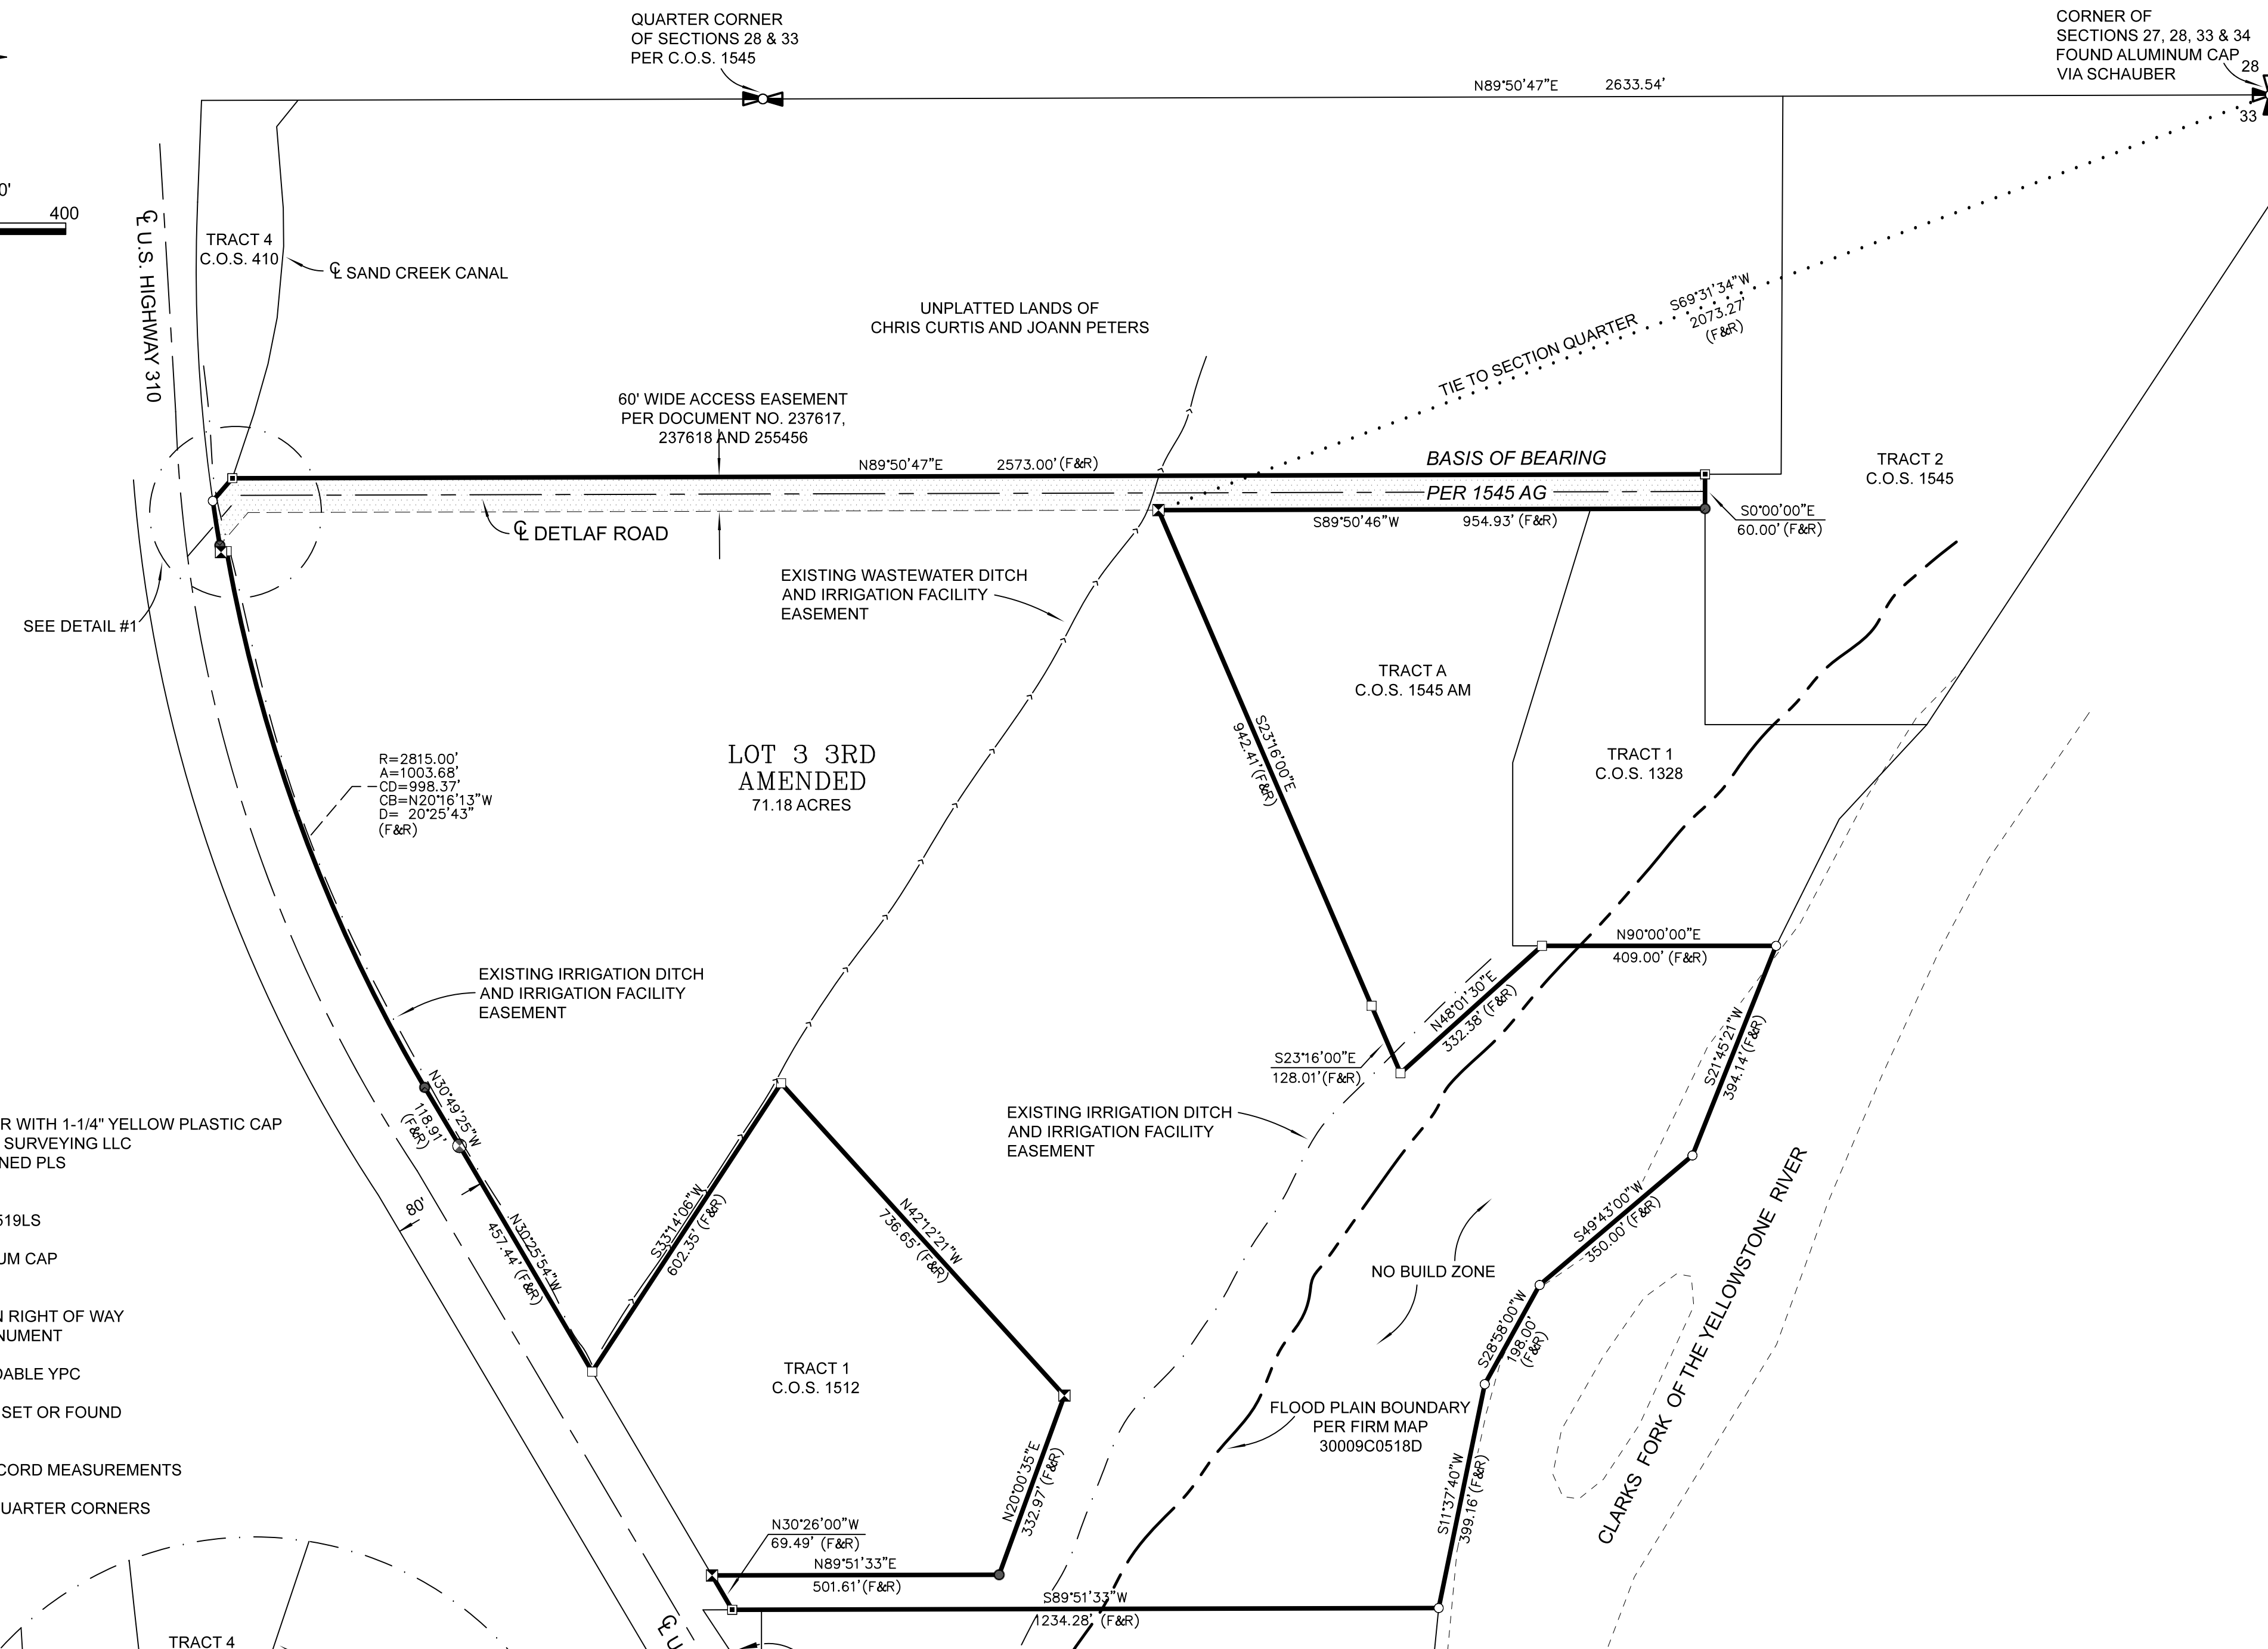 QUARTER CORNER
OF SECTIONS 28 & 33
PER C.O.S. 1545
CORNER OF
SECTIONS 27, 28, 33 & 34
FOUND ALUMINUM CAP
VIA SCHAUBER
28
33
N89°50'47"E 2633.54'
0'
400
℄ U.S. HIGHWAY 310
TRACT 4
C.O.S. 410
℄ SAND CREEK CANAL
UNPLATTED LANDS OF
CHRIS CURTIS AND JOANN PETERS
S69°31'34"W
2073.27'
(F&R)
TIE TO SECTION QUARTER
60' WIDE ACCESS EASEMENT
PER DOCUMENT NO. 237617,
237618 AND 255456
N89°50'47"E 2573.00' (F&R)
BASIS OF BEARING
PER 1545 AG
TRACT 2
C.O.S. 1545
S0°00'00"E
60.00' (F&R)
S89°50'46"W 954.93' (F&R)
℄ DETLAF ROAD
EXISTING WASTEWATER DITCH
AND IRRIGATION FACILITY
EASEMENT
SEE DETAIL #1
TRACT A
C.O.S. 1545 AM
S23°16'00"E
942.41' (F&R)
LOT 3 3RD
AMENDED
71.18 ACRES
TRACT 1
C.O.S. 1328
R=2815.00'
A=1003.68'
CD=998.37'
CB=N20°16'13"W
D= 20°25'43"
(F&R)
N90°00'00"E
409.00' (F&R)
EXISTING IRRIGATION DITCH
AND IRRIGATION FACILITY
EASEMENT
N48°01'30"E
332.38' (F&R)
S23°16'00"E
128.01' (F&R)
S21°45'21"W
394.14' (F&R)
N30°49'25"W
118.91'
(F&R)
EXISTING IRRIGATION DITCH
AND IRRIGATION FACILITY
EASEMENT
R WITH 1-1/4" YELLOW PLASTIC CAP
SURVEYING LLC
NED PLS
519LS
UM CAP
N RIGHT OF WAY
NUMENT
DABLE YPC
SET OR FOUND
CORD MEASUREMENTS
UARTER CORNERS
80'
N30°25'54"W
457.44' (F&R)
S33°14'06"W
602.35' (F&R)
N42°12'21"W
736.65' (F&R)
S49°43'00"W
350.00' (F&R)
NO BUILD ZONE
S28°58'00"W
198.00'
(F&R)
CLARKS FORK OF THE YELLOWSTONE RIVER
TRACT 1
C.O.S. 1512
FLOOD PLAIN BOUNDARY
PER FIRM MAP
30009C0518D
N20°00'35"E
332.97' (F&R)
S11°37'40"W
399.16' (F&R)
N30°26'00"W
69.49' (F&R)
N89°51'33"E
501.61' (F&R)
S89°51'33"W
1234.28' (F&R)
℄ U
TRACT 4